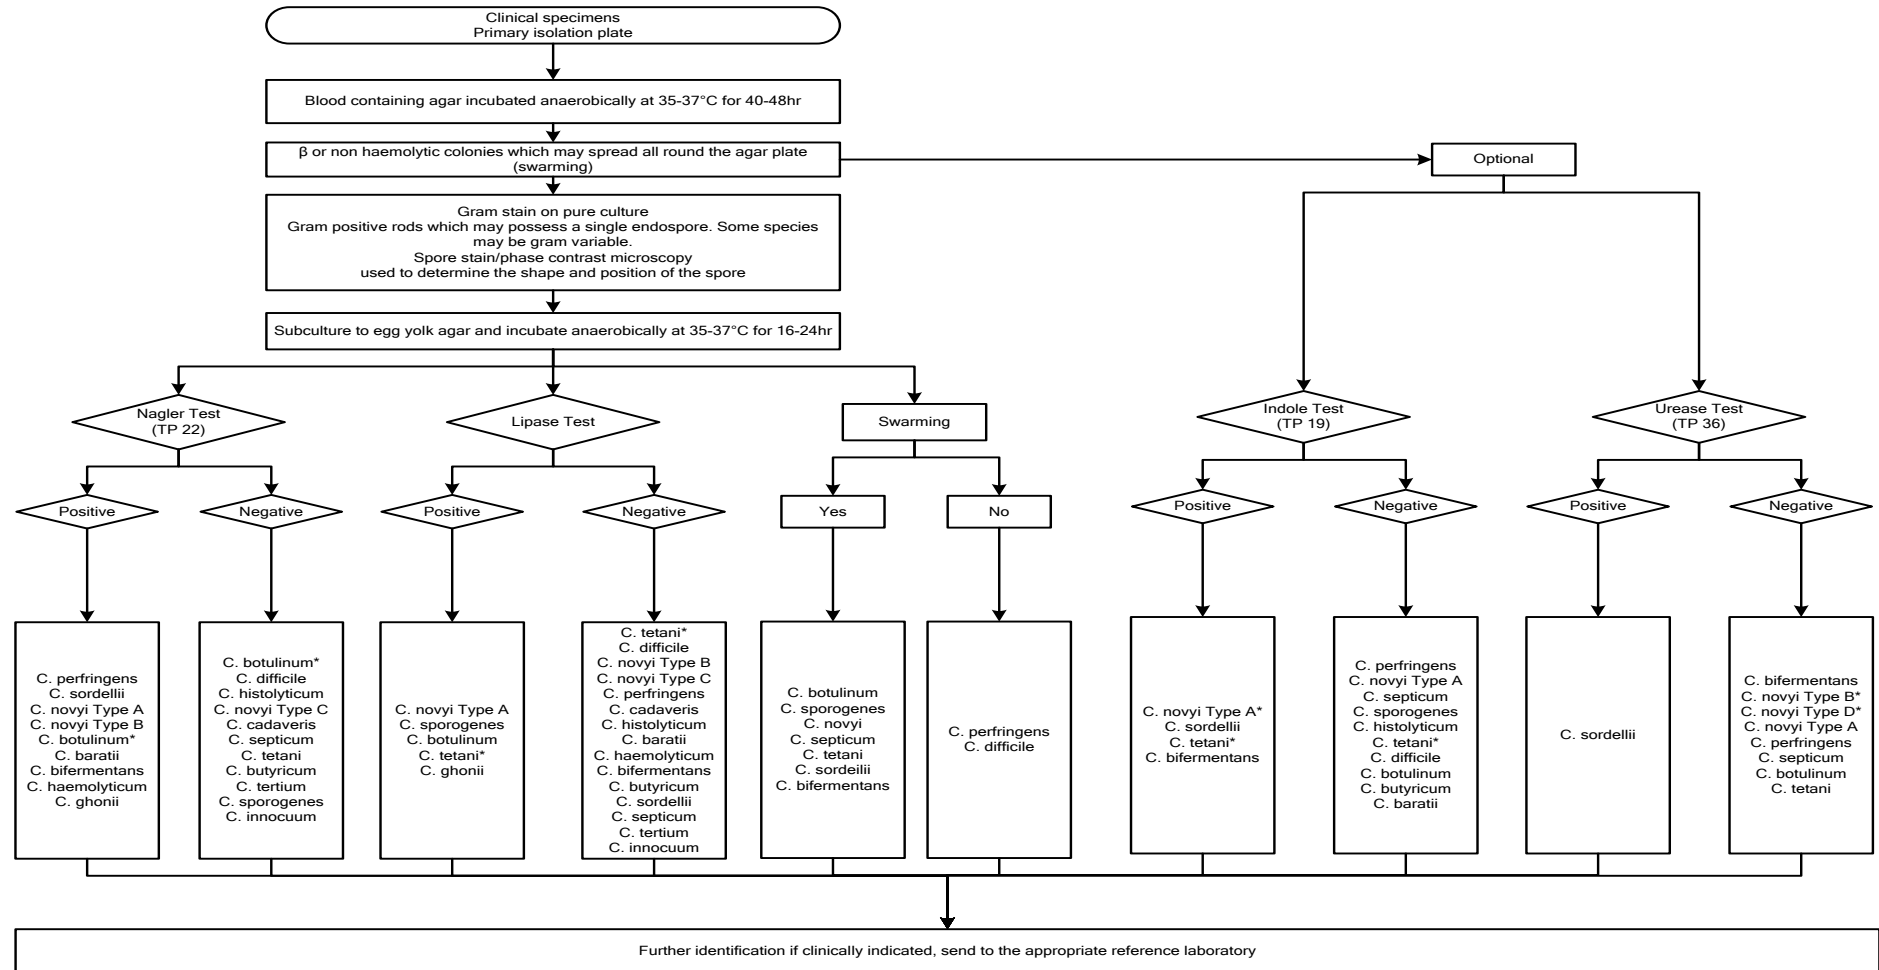 Clinical specimens
Primary isolation plate
Blood containing agar incubated anaerobically at 35-37°C for 40-48hr
β or non haemolytic colonies which may spread all round the agar plate
(swarming)
Optional
Gram stain on pure culture
Gram positive rods which may possess a single endospore. Some species
may be gram variable.
Spore stain/phase contrast microscopy
used to determine the shape and position of the spore
Subculture to egg yolk agar and incubate anaerobically at 35-37°C for 16-24hr
Nagler Test
(TP 22)
Lipase Test
Swarming
Indole Test
(TP 19)
Urease Test
(TP 36)
Positive
Negative
Positive
Negative
Yes
No
Positive
Negative
Positive
Negative
C. perfringens
C. sordellii
C. novyi Type A
C. novyi Type B
C. botulinum*
C. baratii
C. bifermentans
C. haemolyticum
C. ghonii
C. botulinum*
C. difficile
C. histolyticum
C. novyi Type C
C. cadaveris
C. septicum
C. tetani
C. butyricum
C. tertium
C. sporogenes
C. innocuum
C. novyi Type A
C. sporogenes
C. botulinum
C. tetani*
C. ghonii
C. tetani*
C. difficile
C. novyi Type B
C. novyi Type C
C. perfringens
C. cadaveris
C. histolyticum
C. baratii
C. haemolyticum
C. bifermentans
C. butyricum
C. sordellii
C. septicum
C. tertium
C. innocuum
C. botulinum
C. sporogenes
C. novyi
C. septicum
C. tetani
C. sordeilii
C. bifermentans
C. perfringens
C. difficile
C. novyi Type A*
C. sordellii
C. tetani*
C. bifermentans
C. perfringens
C. novyi Type A
C. septicum
C. sporogenes
C. histolyticum
C. tetani*
C. difficile
C. botulinum
C. butyricum
C. baratii
C. sordellii
C. bifermentans
C. novyi Type B*
C. novyi Type D*
C. novyi Type A
C. perfringens
C. septicum
C. botulinum
C. tetani
Further identification if clinically indicated, send to the appropriate reference laboratory